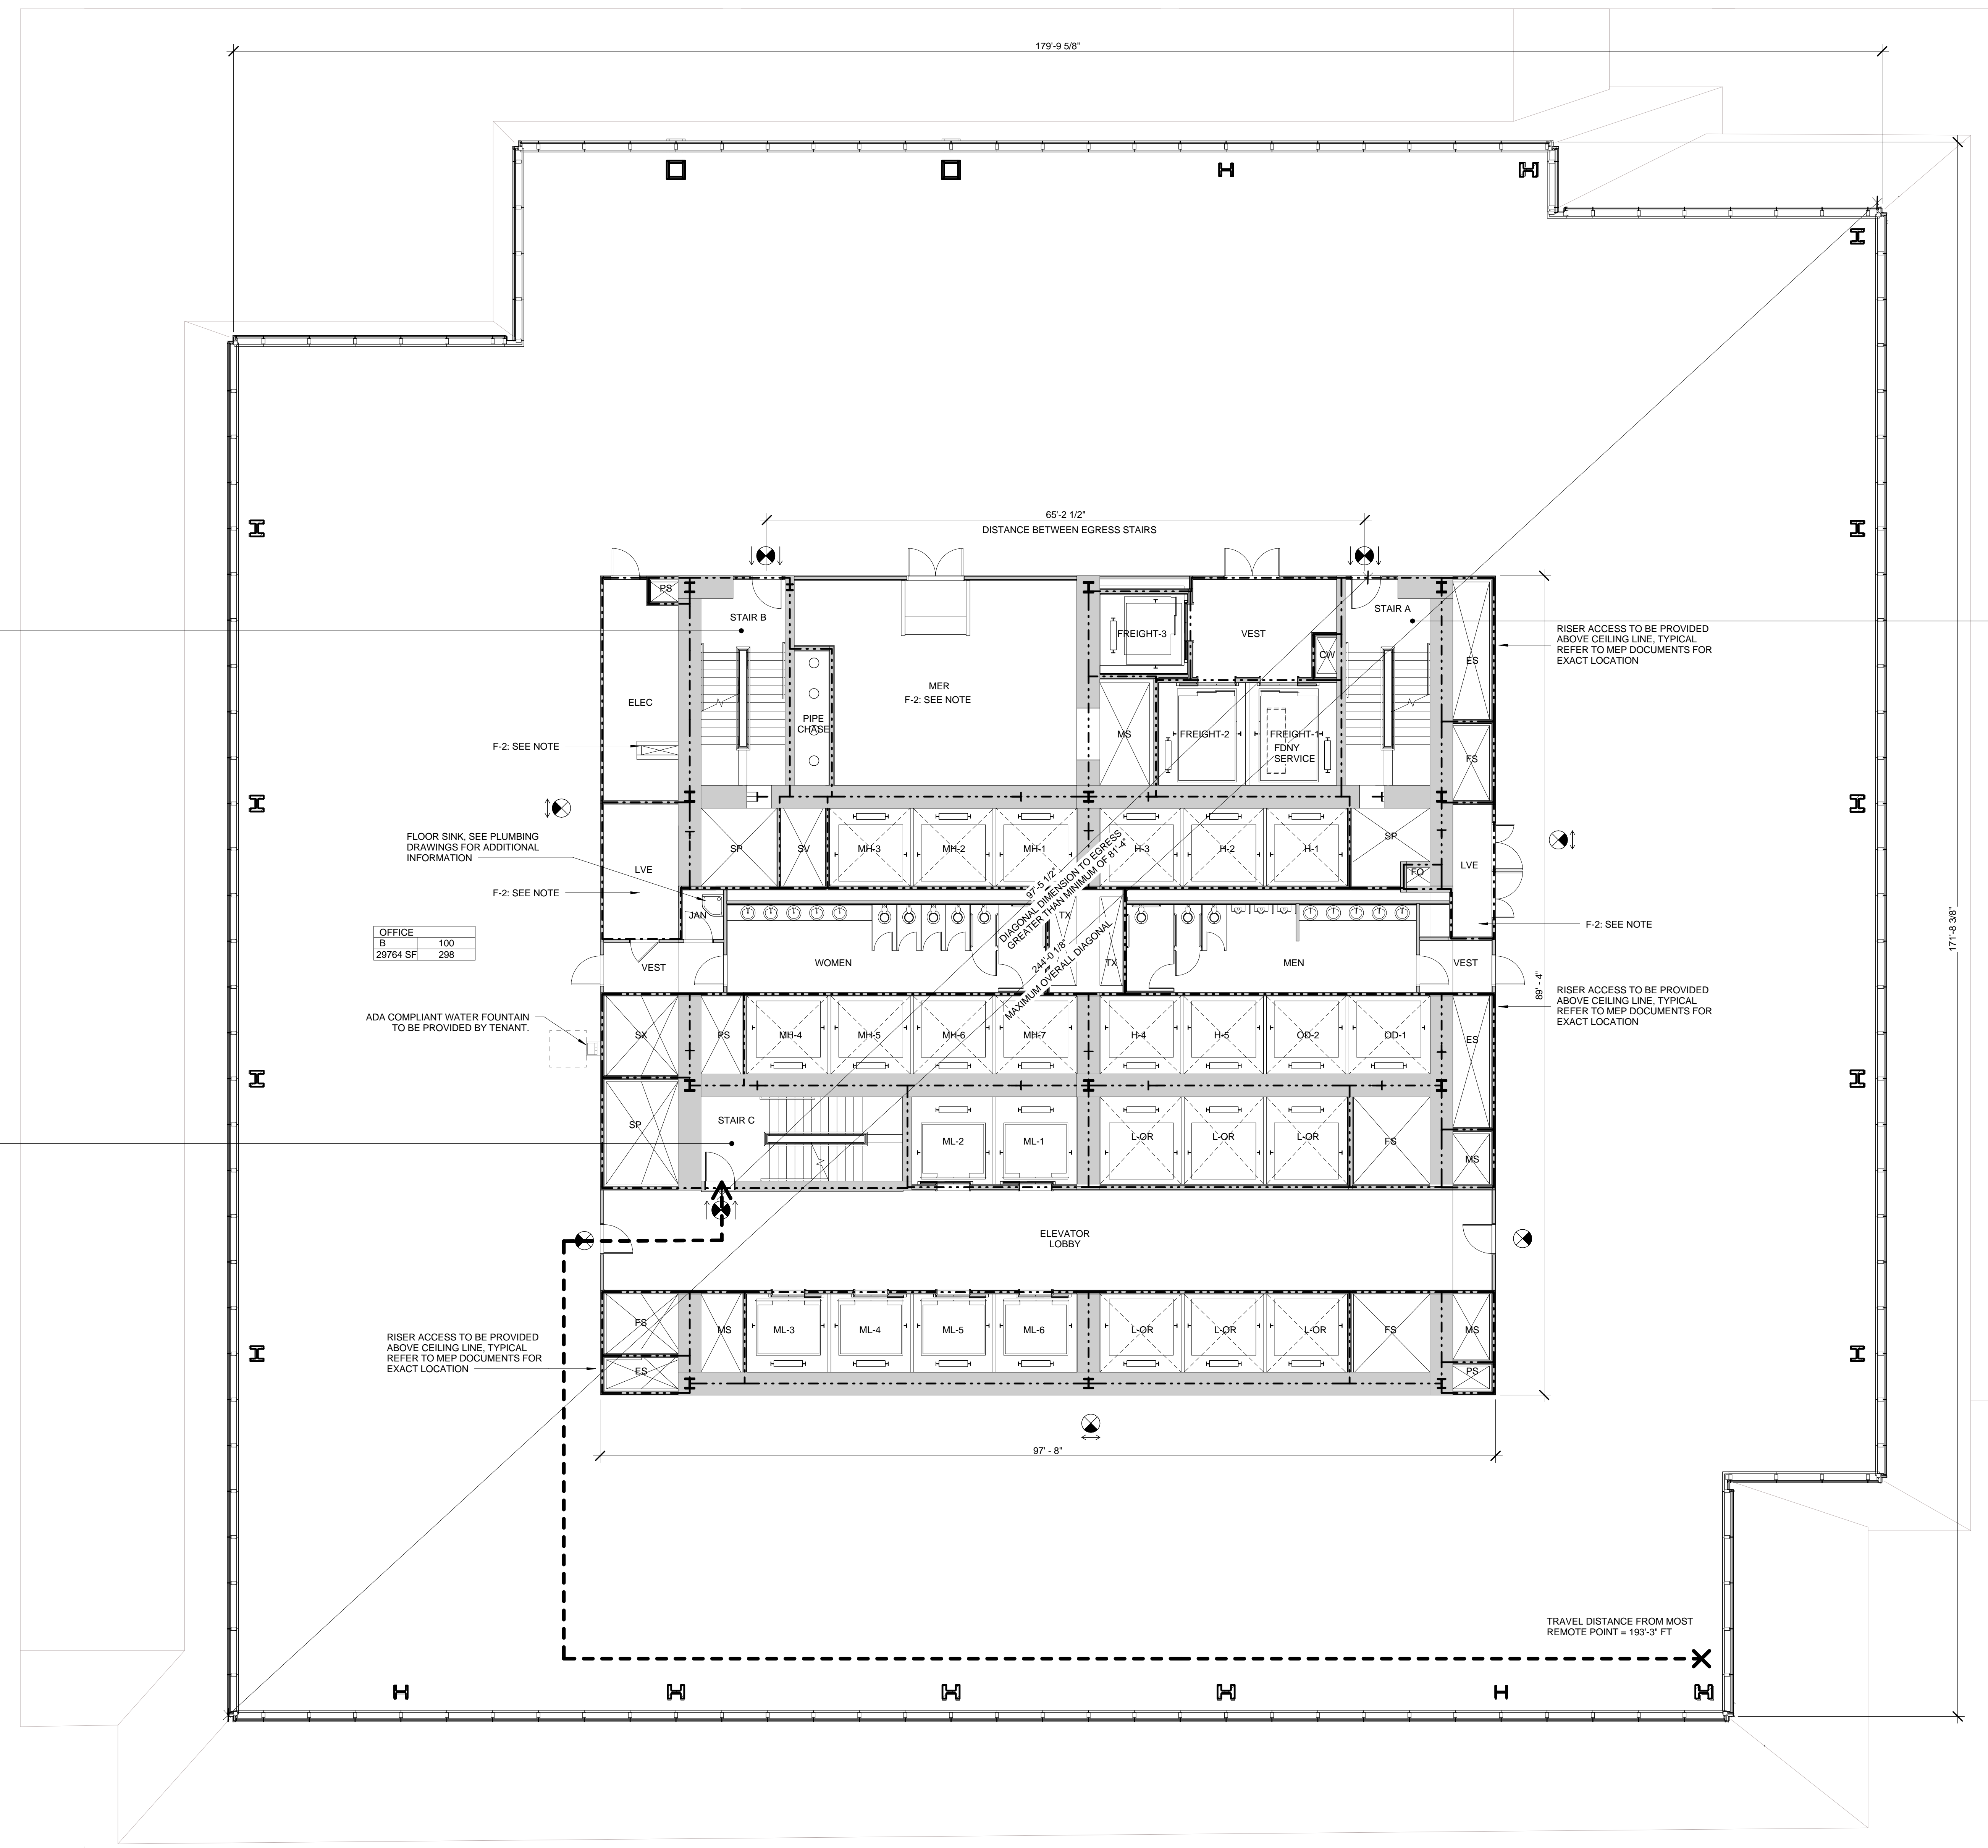 179'-9 5/8"
65'-2 1/2"
DISTANCE BETWEEN EGRESS STAIRS
PS
STAIR B
STAIR A
FREIGHT-3
VEST
RISER ACCESS TO BE PROVIDED
ABOVE CEILING LINE, TYPICAL
REFER TO MEP DOCUMENTS FOR
EXACT LOCATION
CW
ES
MER
F-2: SEE NOTE
ELEC
PIPE
CHASE
MS
FREIGHT-2
FREIGHT-1
FDNY
SERVICE
F-2: SEE NOTE
FS
FLOOR SINK, SEE PLUMBING
DRAWINGS FOR ADDITIONAL
INFORMATION
LVE
SP
SV
MH-3
MH-2
MH-1
H-3
H-2
H-1
SP
FO
LVE
F-2: SEE NOTE
97'-5 1/2"
DIAGONAL DIMENSION TO EGRESS
GREATER THAN MINIMUM OF 81'-4"
JAN
TX
F-2: SEE NOTE
OFFICE
B 100
29764 SF 298
171'-8 3/8"
VEST
WOMEN
244'-0 1/8"
MAXIMUM OVERALL DIAGONAL
TX
MEN
VEST
89' - 4"
RISER ACCESS TO BE PROVIDED
ABOVE CEILING LINE, TYPICAL
REFER TO MEP DOCUMENTS FOR
EXACT LOCATION
ADA COMPLIANT WATER FOUNTAIN
TO BE PROVIDED BY TENANT.
SX
PS
MH-4
MH-5
MH-6
MH-7
H-4
H-5
OD-2
OD-1
ES
SP
STAIR C
ML-2
ML-1
L-OR
L-OR
L-OR
FS
MS
ELEVATOR
LOBBY
FS
MS
ML-3
ML-4
ML-5
ML-6
L-OR
L-OR
L-OR
FS
MS
RISER ACCESS TO BE PROVIDED
ABOVE CEILING LINE, TYPICAL
REFER TO MEP DOCUMENTS FOR
EXACT LOCATION
ES
PS
97' - 8"
TRAVEL DISTANCE FROM MOST
REMOTE POINT = 193'-3" FT